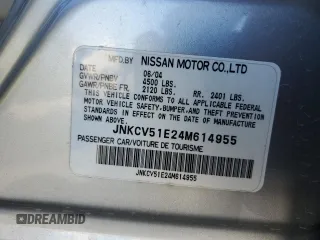 MFD.BY NISSAN MOTOR CO.,LTD
DATE: 06/04
GVWR/PNBV 4500 LBS.
GAWR/PNBE FR. 2120 LBS. RR. 2401 LBS.
THIS VEHICLE CONFORMS TO ALL APPLICABLE
FEDERAL SAFETY,BUMPER,AND THEFT PREVENTION
STANDARDS IN EFFECT ON THE DATE OF
MANUFACTURE SHOWN ABOVE.
JNKCV51E24M614955
PASSENGER CAR/VOITURE DE TOURISME
JNKCV51E24M614955
DREAMBID